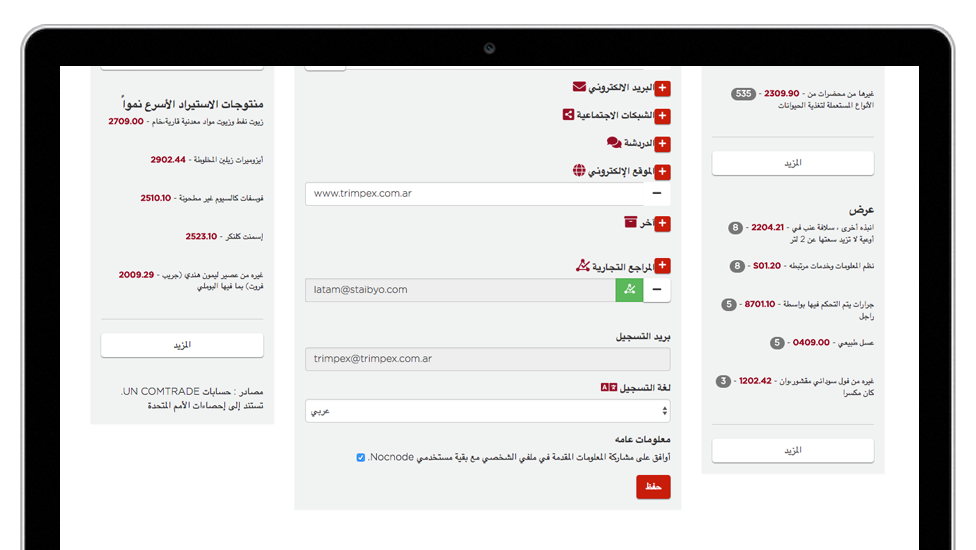 غيرها من محضرات من - 2309.90 - 535
الأنواع المستعملة لتغذية الحيوانات
المزيد
عرض
انبذه أخرى ، سلافة عنب في - 2204.21 - 8
أوعية لا تزيد سعتها عن 2 لتر
نظم المعلومات وخدمات مرتبطه - S01.20 - 8
جرارات يتم التحكم فيها بواسطة - 8701.10 - 5
راجل
عسل طبيعي - 0409.00 - 5
غيره من فول سوداني مقشور،وان - 1202.42 - 3
كان مكسرا
المزيد
البريد الالكتروني
الشبكات الاجتماعية
الدردشة
الموقع الإلكتروني
www.trimpex.com.ar
آخر
المراجع التجارية
latam@staibyo.com
بريد التسجيل
trimpex@trimpex.com.ar
لغة التسجيل
عربي
معلومات عامه
أوافق على مشاركة المعلومات المقدمة في ملفي الشخصي مع بقية مستخدمي Nocnode.
حفظ
منتوجات الاستيراد الأسرع نمواً
زيوت نفط وزيوت مواد معدنية قارية،خام - 2709.00
أيزوميرات زيلين المخلوطة - 2902.44
فوسفات كالسيوم غير مطحونة - 2510.10
إسمنت كلنكر - 2523.10
غيره من عصير ليمون هندي (جريب - 2009.29
فروت) بما فيها البوملي
المزيد
مصادر : حسابات UN COMTRADE.
تستند إلى إحصاءات الأمم المتحدة